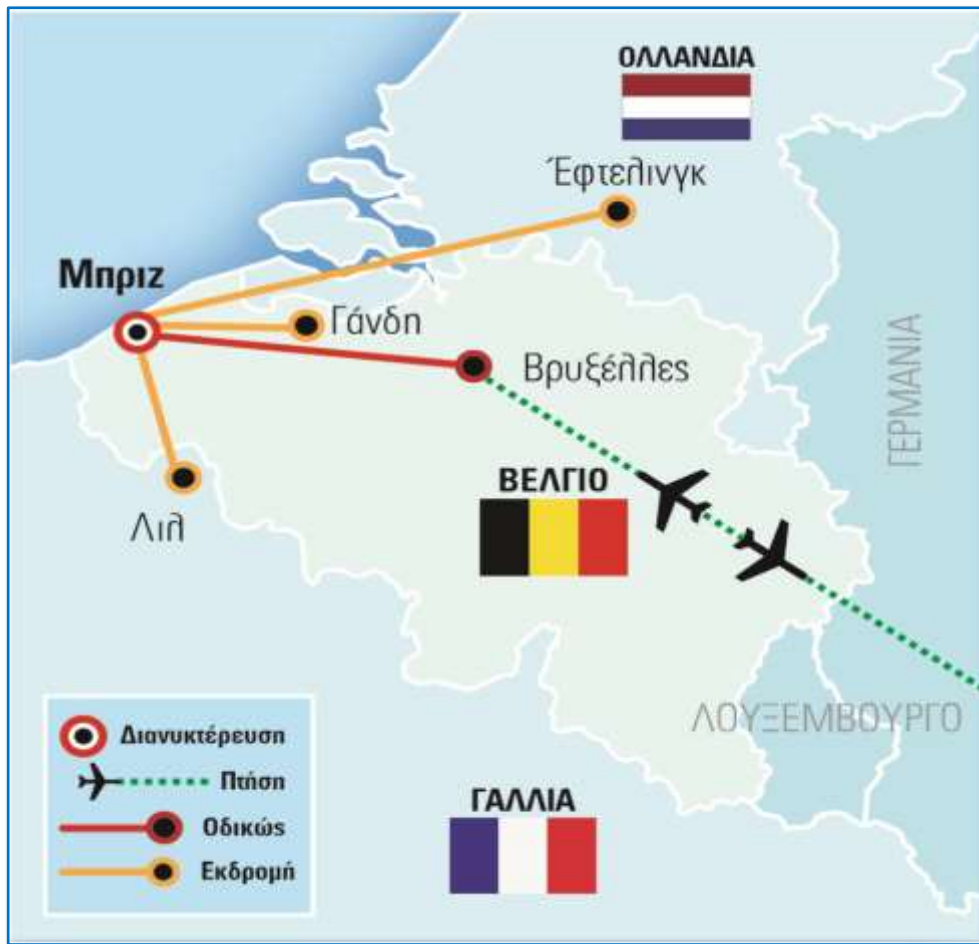 ΟΛΛΑΝΔΙΑ
Έφτελινγκ
Μπριζ
Γάνδη
Βρυξέλλες
ΓΕΡΜΑΝΙΑ
ΒΕΛΓΙΟ
Λιλ
ΛΟΥΞΕΜΒΟΥΡΓΟ
Διανυκτέρευση
Πτήση
Οδικώς
Εκδρομή
ΓΑΛΛΙΑ